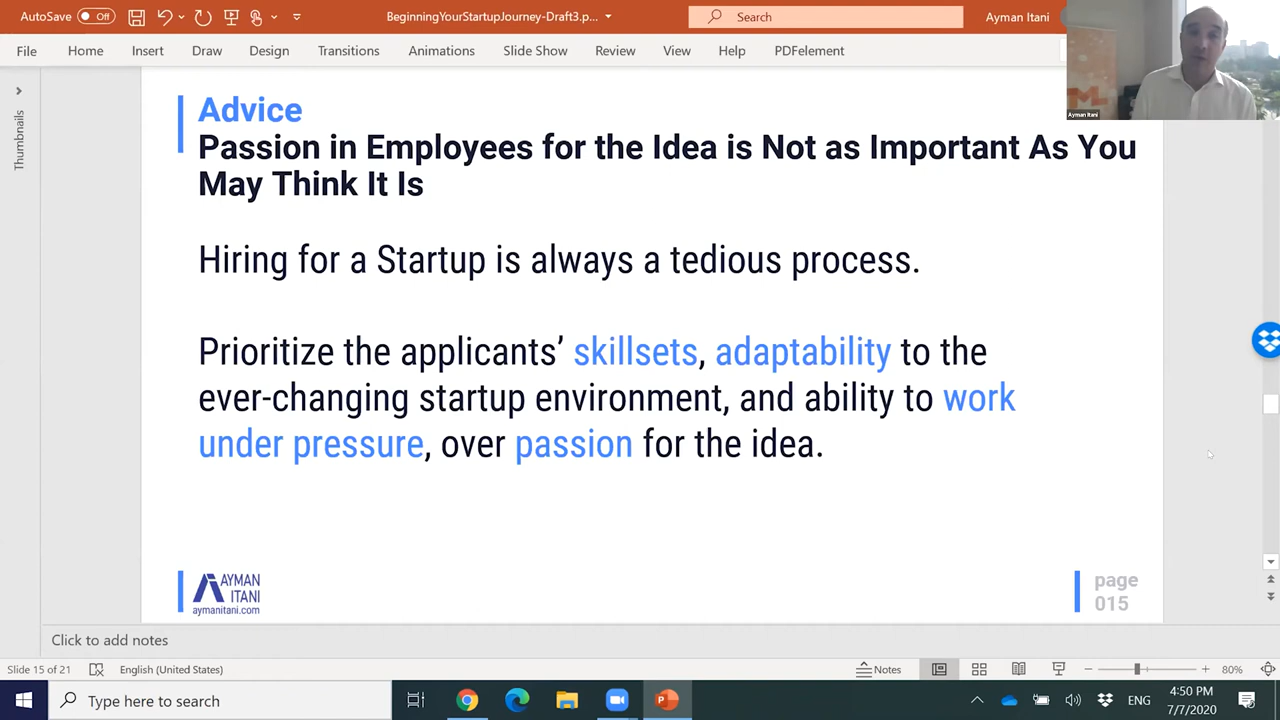 AutoSave Off BeginningYourStartupJourney-Draft3.p... Search Ayman Itani
File Home Insert Draw Design Transitions Animations Slide Show Review View Help PDFelement
Ayman Itani
Thumbnails
Advice
Passion in Employees for the Idea is Not as Important As You
May Think It Is
Hiring for a Startup is always a tedious process.
Prioritize the applicants’ skillsets, adaptability to the
ever-changing startup environment, and ability to work
under pressure, over passion for the idea.
AYMAN
ITANI
aymanitani.com
page
015
Click to add notes
Slide 15 of 21 English (United States) Notes 80%
Type here to search ENG 4:50 PM
7/7/2020